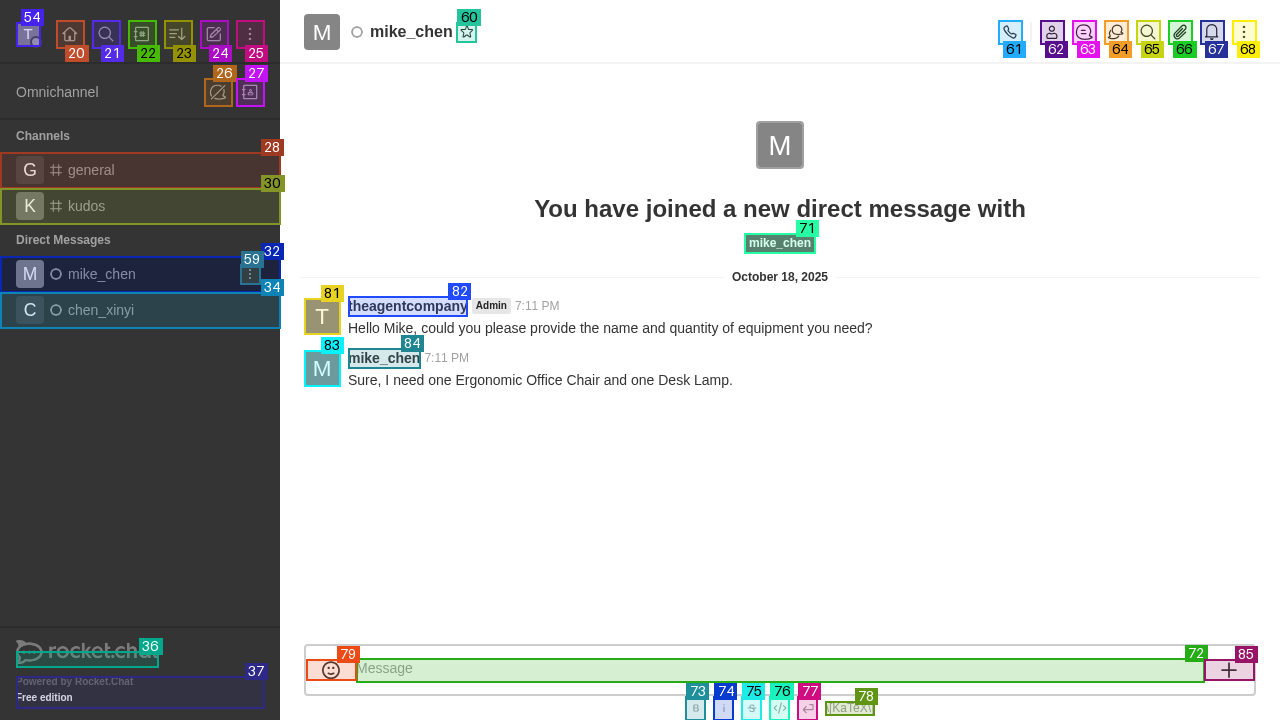 54
T
20
21
22
23
24
25
Omnichannel
26
27
Channels
28
G general
30
K kudos
Direct Messages
32
M mike_chen
59
34
C chen_xinyi
rocket.chat
36
37
Powered by Rocket.Chat
Free edition
M mike_chen
60
61
62
63
64
65
66
67
68
M
You have joined a new direct message with
71
mike_chen
October 18, 2025
81
82
T theagentcompany Admin 7:11 PM
Hello Mike, could you please provide the name and quantity of equipment you need?
83
84
M mike_chen 7:11 PM
Sure, I need one Ergonomic Office Chair and one Desk Lamp.
79
72
85
Message
73
74
75
76
77
78
B i S </> \[KaTeX\]